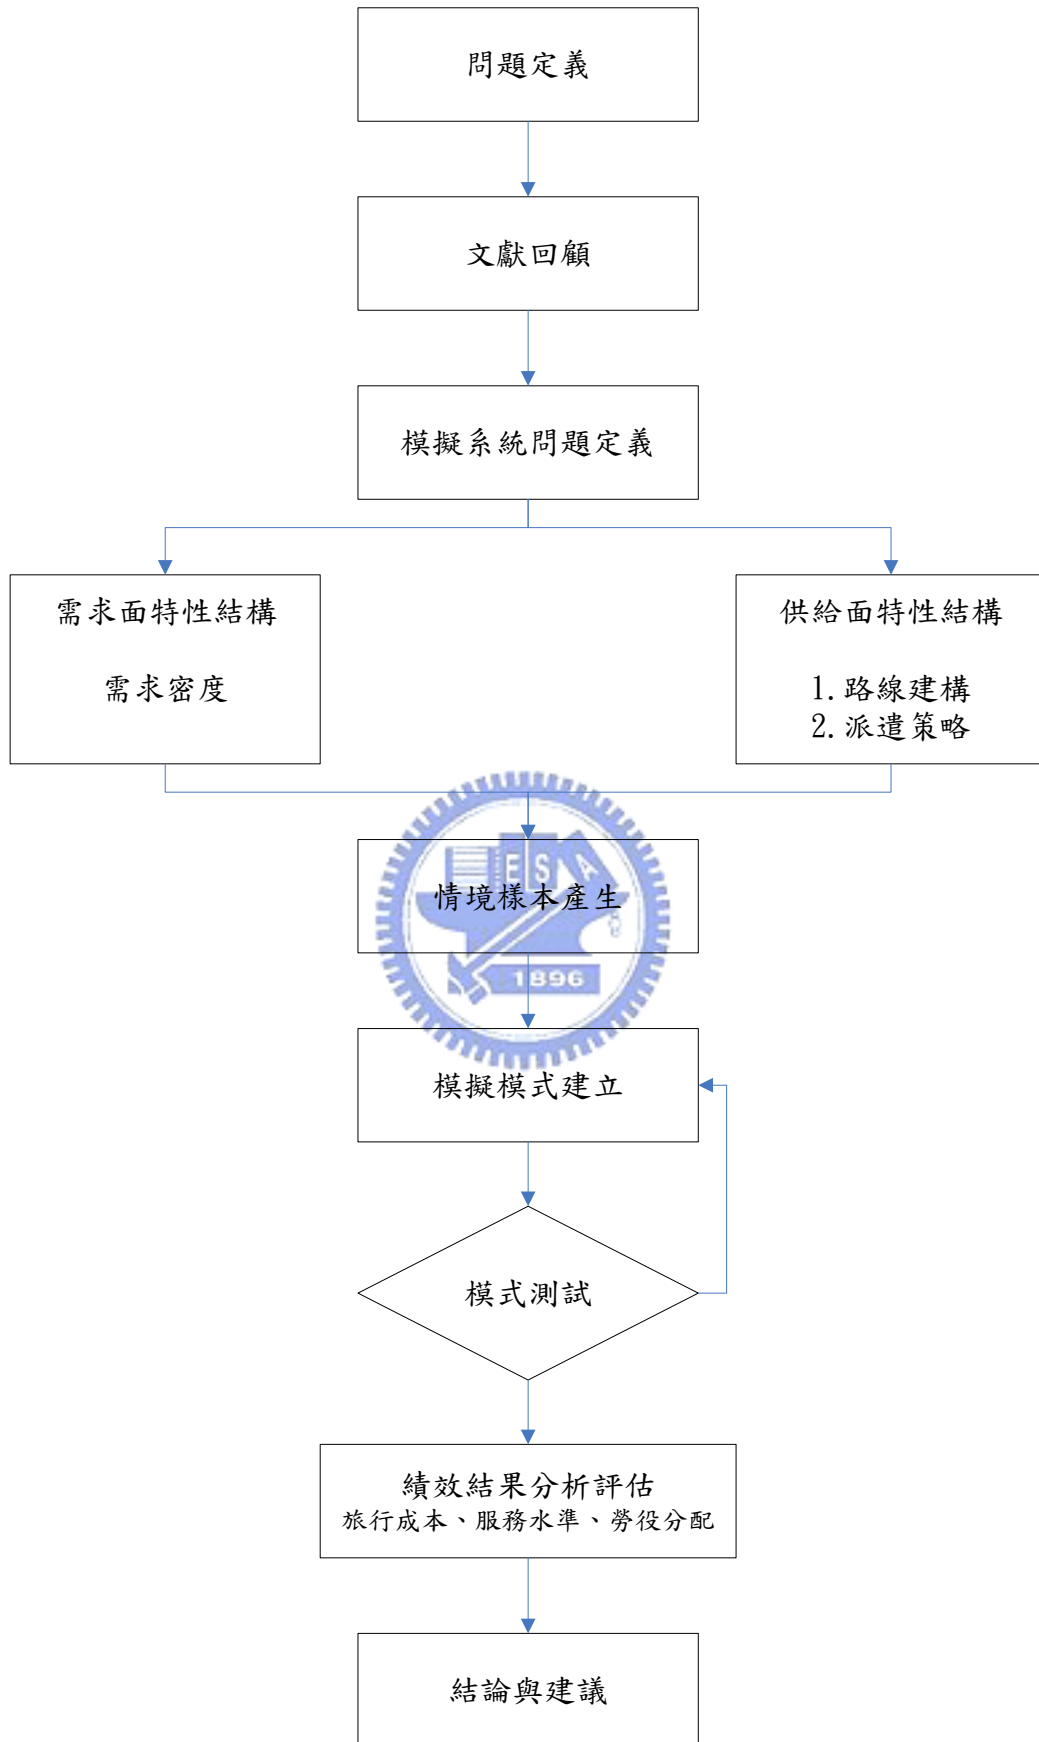 問題定義
文獻回顧
模擬系統問題定義
需求面特性結構
需求密度
供給面特性結構
1.路線建構
2.派遣策略
ESA
情境樣本產生
1896
模擬模式建立
模式測試
績效結果分析評估
旅行成本、服務水準、勞役分配
結論與建議